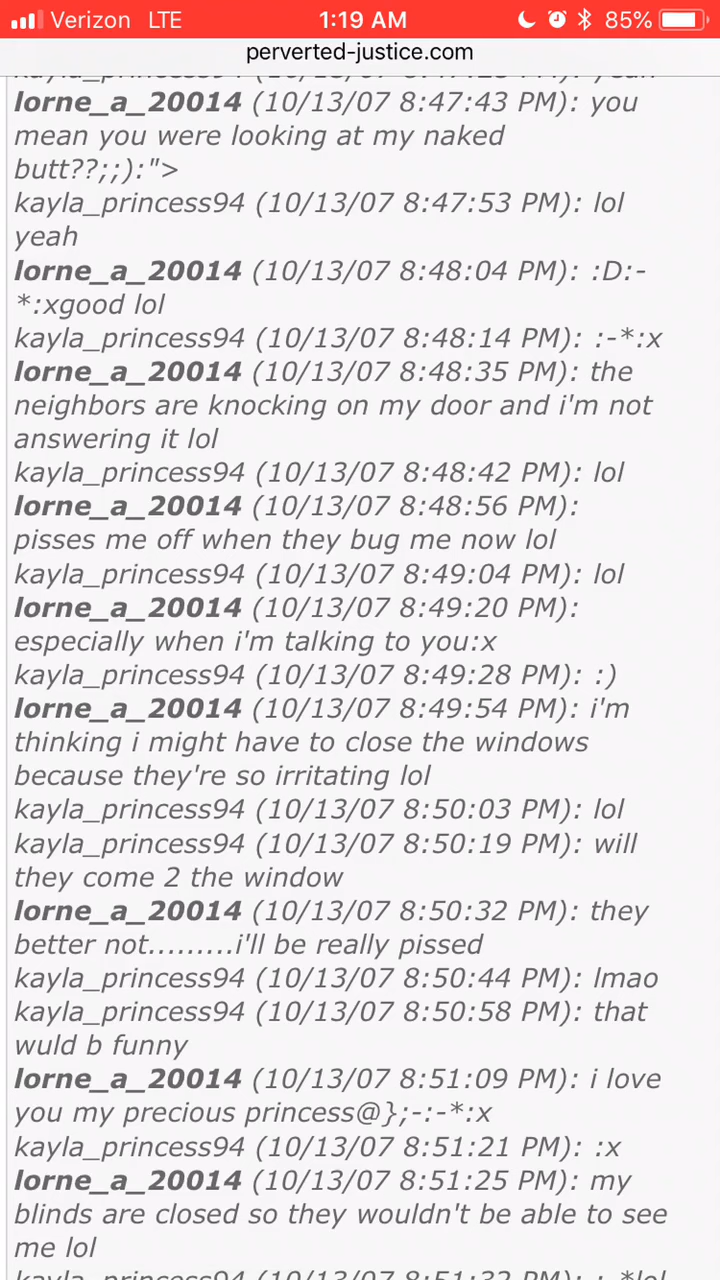 Verizon LTE 1:19 AM 85%
perverted-justice.com
lorne_a_20014 (10/13/07 8:47:43 PM): you
mean you were looking at my naked
butt??;;):">
kayla_princess94 (10/13/07 8:47:53 PM): lol
yeah
lorne_a_20014 (10/13/07 8:48:04 PM): :D:-
*:xgood lol
kayla_princess94 (10/13/07 8:48:14 PM): :-*:x
lorne_a_20014 (10/13/07 8:48:35 PM): the
neighbors are knocking on my door and i'm not
answering it lol
kayla_princess94 (10/13/07 8:48:42 PM): lol
lorne_a_20014 (10/13/07 8:48:56 PM):
pisses me off when they bug me now lol
kayla_princess94 (10/13/07 8:49:04 PM): lol
lorne_a_20014 (10/13/07 8:49:20 PM):
especially when i'm talking to you:x
kayla_princess94 (10/13/07 8:49:28 PM): :)
lorne_a_20014 (10/13/07 8:49:54 PM): i'm
thinking i might have to close the windows
because they're so irritating lol
kayla_princess94 (10/13/07 8:50:03 PM): lol
kayla_princess94 (10/13/07 8:50:19 PM): will
they come 2 the window
lorne_a_20014 (10/13/07 8:50:32 PM): they
better not.........i'll be really pissed
kayla_princess94 (10/13/07 8:50:44 PM): lmao
kayla_princess94 (10/13/07 8:50:58 PM): that
wuld b funny
lorne_a_20014 (10/13/07 8:51:09 PM): i love
you my precious princess@};-:-*:x
kayla_princess94 (10/13/07 8:51:21 PM): :x
lorne_a_20014 (10/13/07 8:51:25 PM): my
blinds are closed so they wouldn't be able to see
me lol